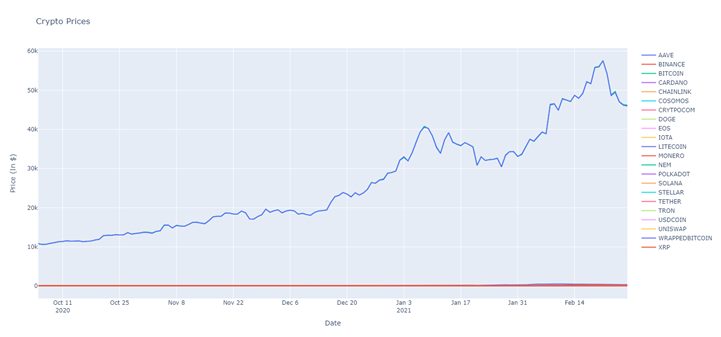 Crypto Prices
60k
50k
40k
30k
20k
10k
0
Price (In $)
Oct 11
2020
Oct 25
Nov 8
Nov 22
Dec 6
Dec 20
Jan 3
2021
Jan 17
Jan 31
Feb 14
Date
AAVE
BINANCE
BITCOIN
CARDANO
CHAINLINK
COSOMOS
CRYTPOCOM
DOGE
EOS
IOTA
LITECOIN
MONERO
NEM
POLKADOT
SOLANA
STELLAR
TETHER
TRON
USDCOIN
UNISWAP
WRAPPEDBITCOIN
XRP